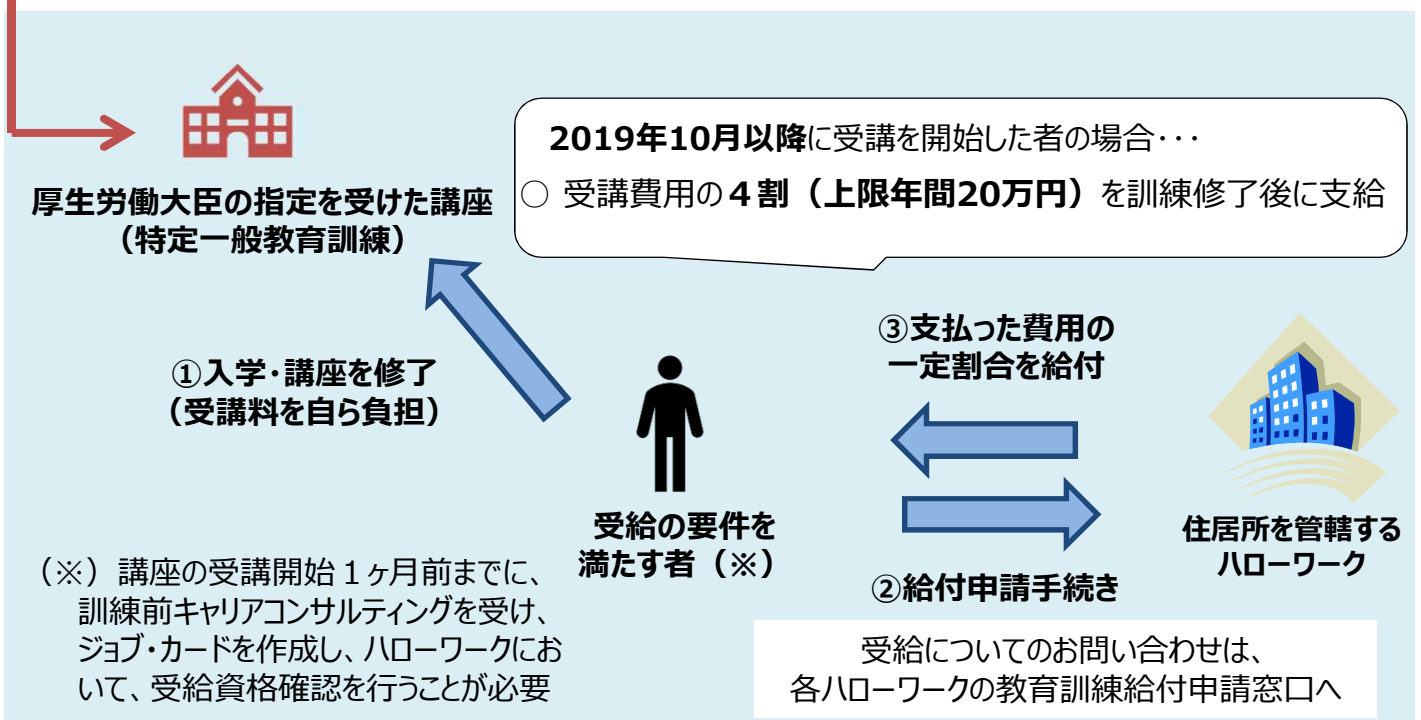 厚生労働大臣の指定を受けた講座
（特定一般教育訓練）
2019年10月以降に受講を開始した者の場合･･･
○ 受講費用の４割（上限年間20万円）を訓練修了後に支給
①入学･講座を修了
（受講料を自ら負担）
③支払った費用の
一定割合を給付
受給の要件を
満たす者（※）
②給付申請手続き
住居所を管轄する
ハローワーク
（※）講座の受講開始１ヶ月前までに、
訓練前キャリアコンサルティングを受け、
ジョブ・カードを作成し、ハローワークにお
いて、受給資格確認を行うことが必要
受給についてのお問い合わせは、
各ハローワークの教育訓練給付申請窓口へ